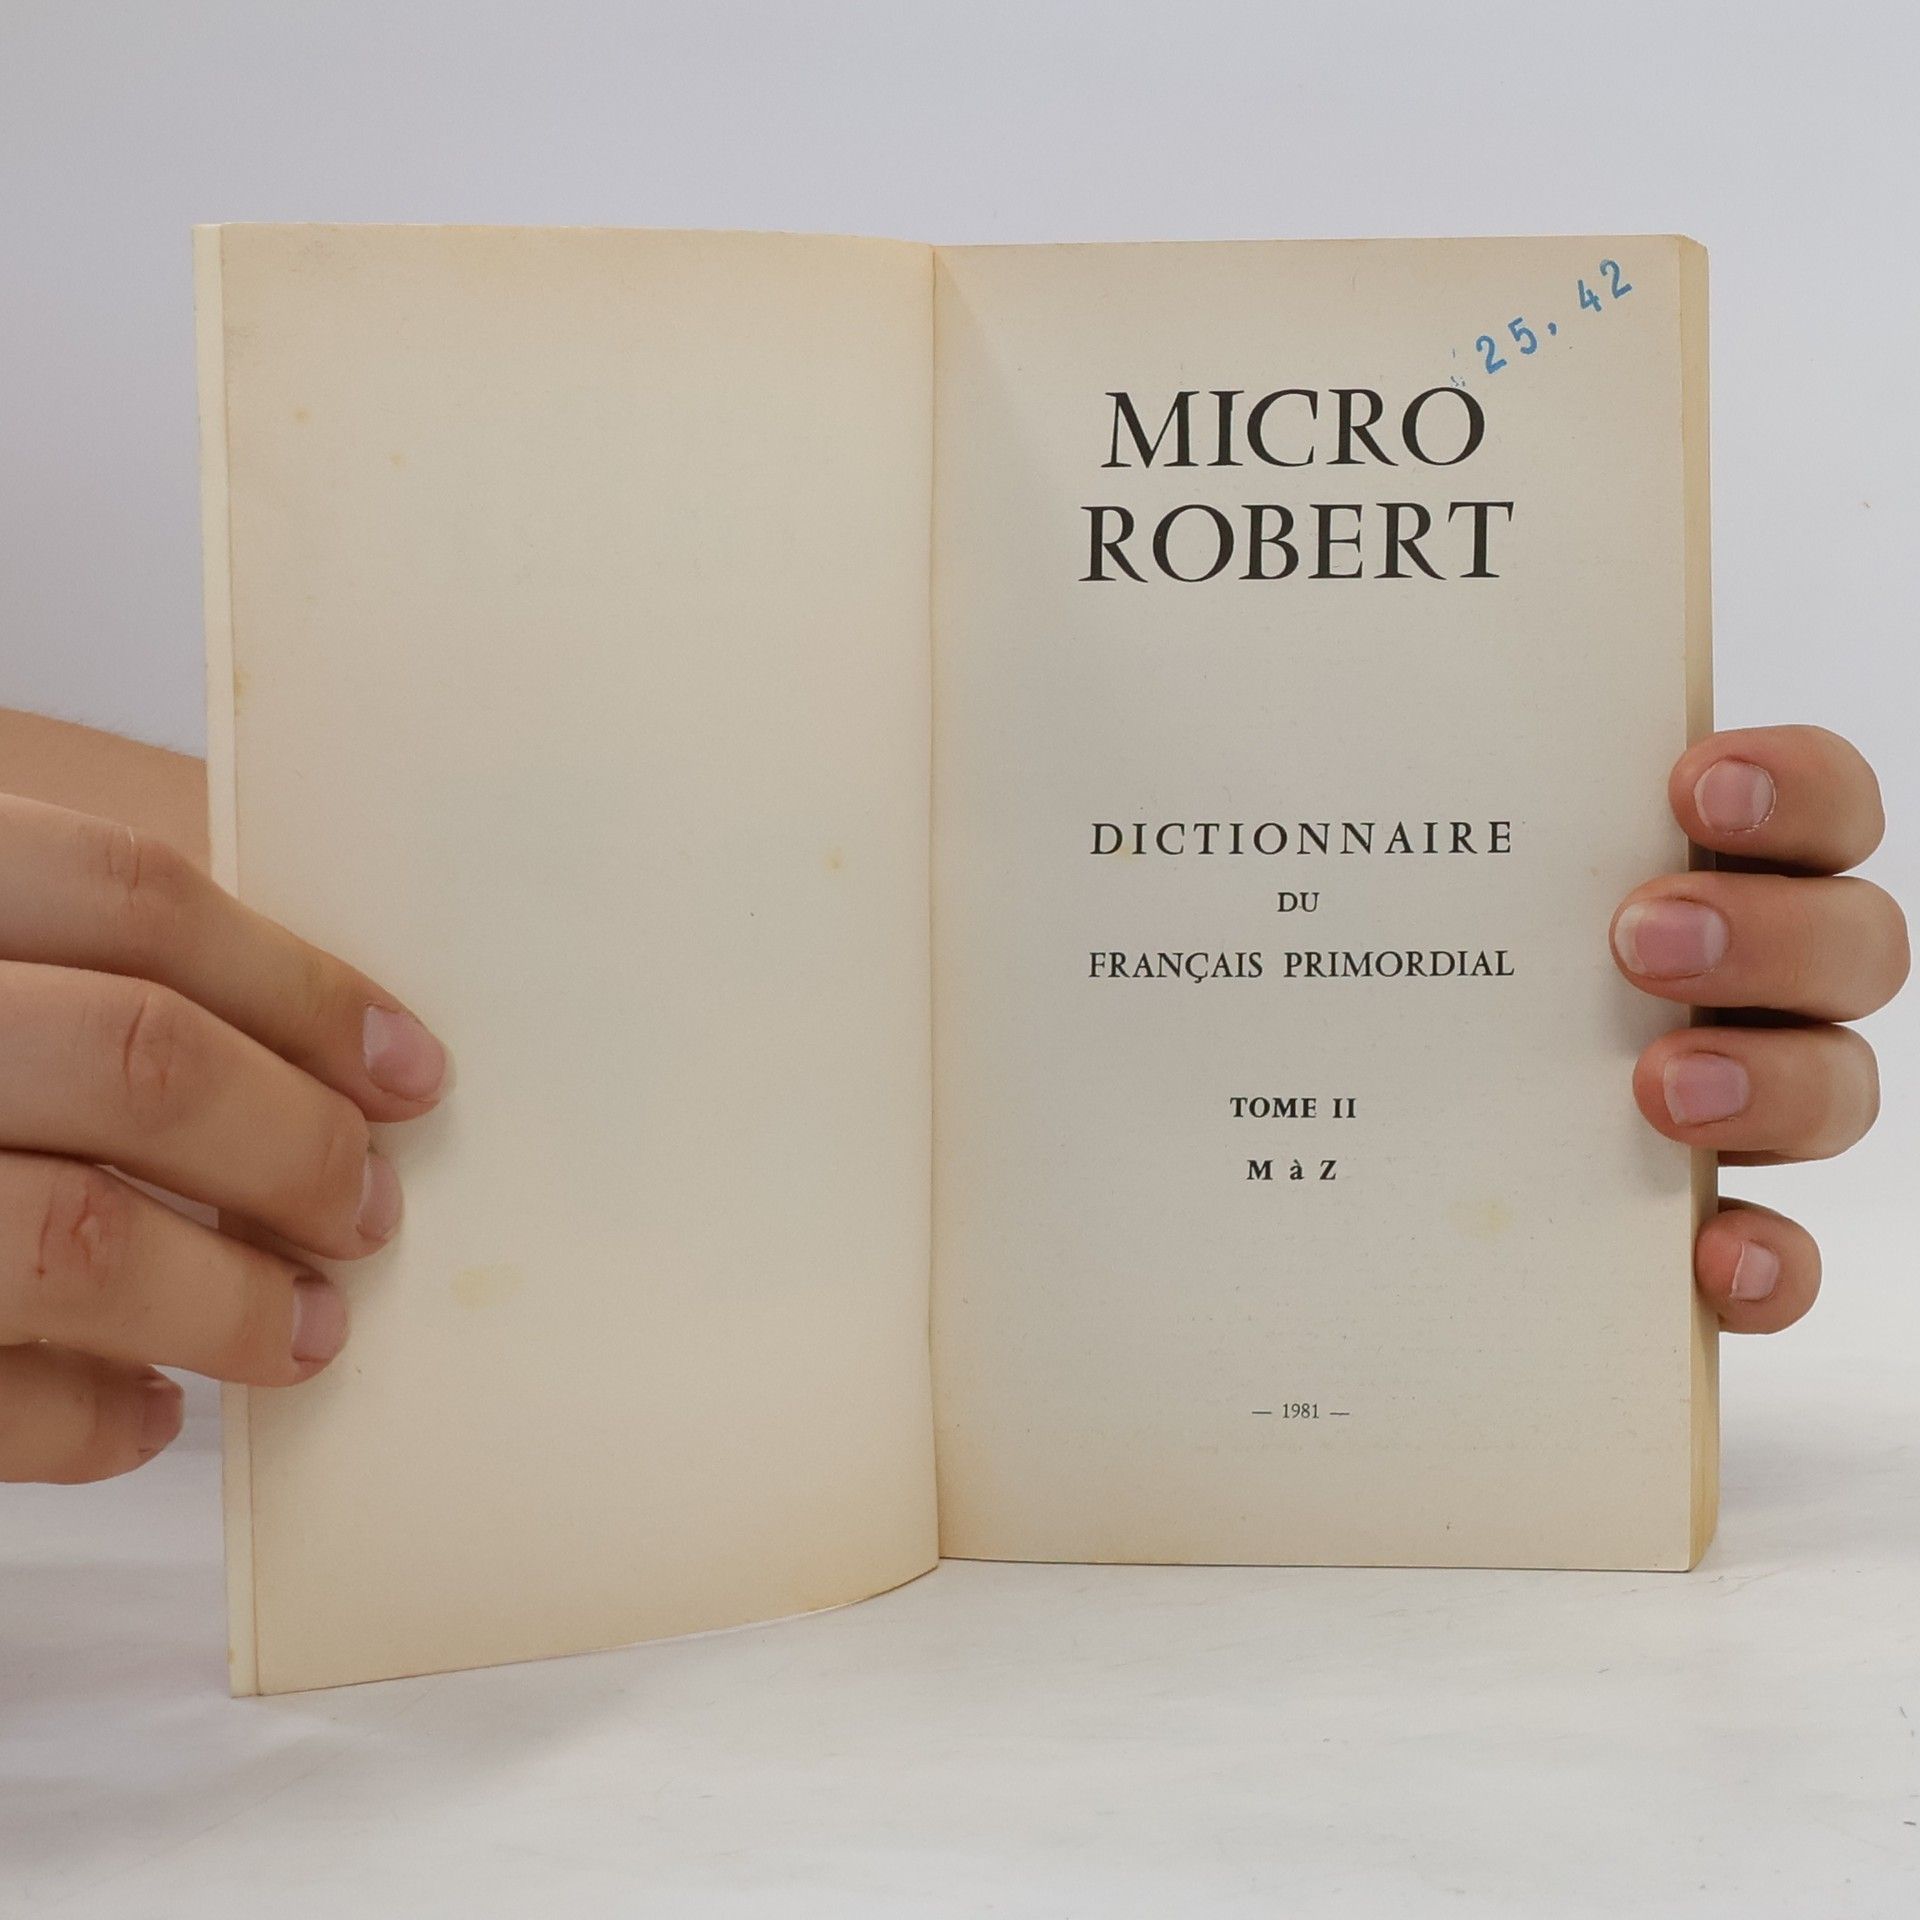 25,42
MICRO
ROBERT
DICTIONNAIRE
DU
FRANÇAIS PRIMORDIAL
TOME II
M à Z
— 1981 —